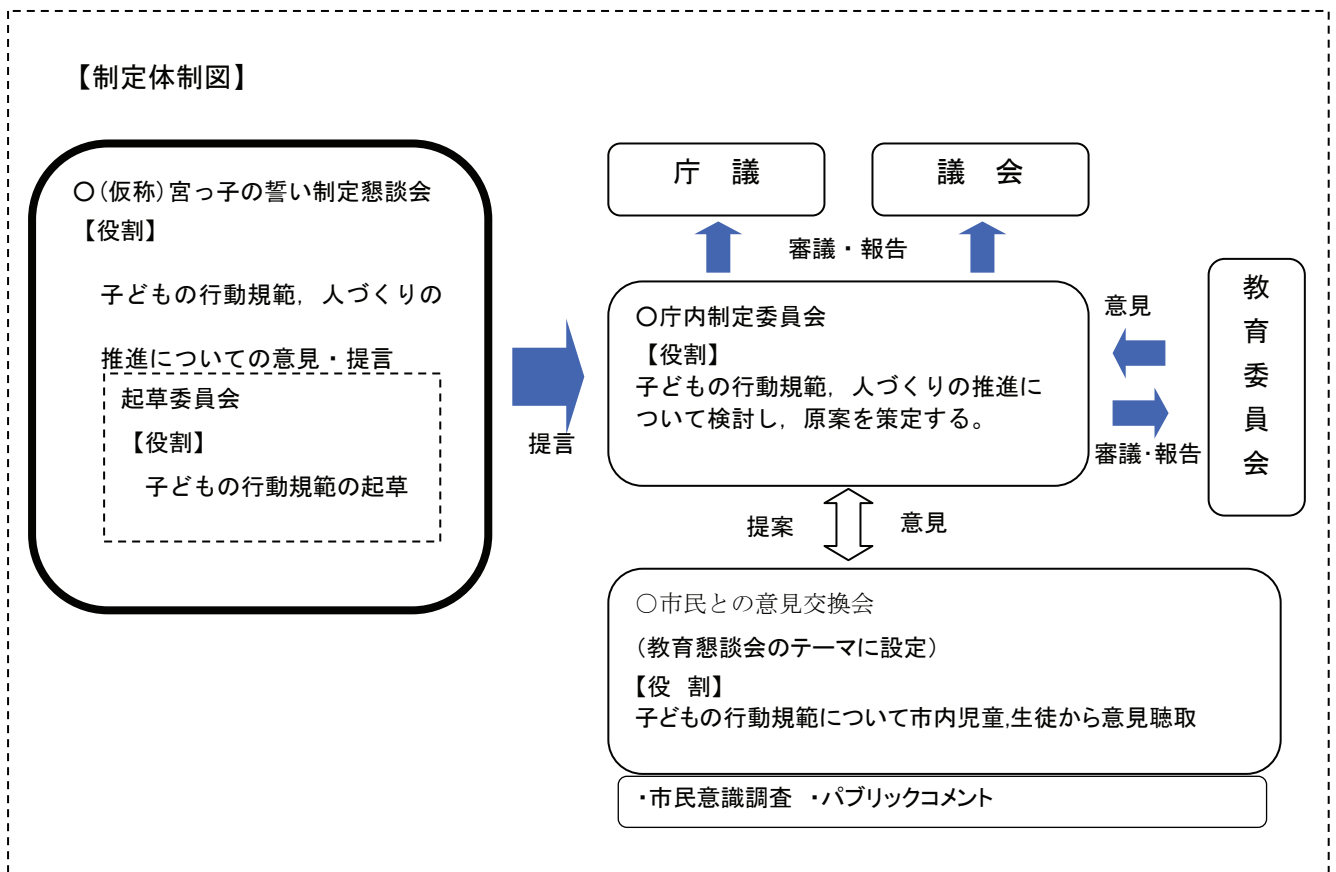 【制定体制図】
○(仮称)宮っ子の誓い制定懇談会
【役割】
子どもの行動規範，人づくりの
推進についての意見・提言
起草委員会
【役割】
子どもの行動規範の起草
提言
庁　議
議　会
審議・報告
○庁内制定委員会
【役割】
子どもの行動規範，人づくりの推進に
ついて検討し，原案を策定する。
意見
審議・報告
教育委員会
提案
意見
○市民との意見交換会
（教育懇談会のテーマに設定）
【役　割】
子どもの行動規範について市内児童,生徒から意見聴取
・市民意識調査　・パブリックコメント